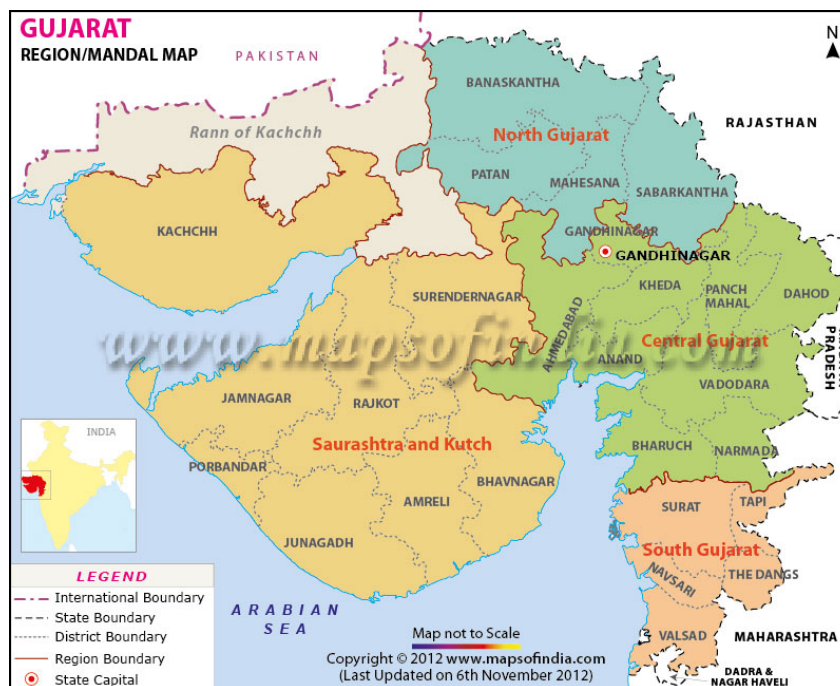 GUJARAT
REGION/MANDAL MAP
PAKISTAN
N
RAJASTHAN
BANASKANTHA
Rann of Kachchh
North Gujarat
PATAN
MAHESANA
SABARKANTHA
KACHCHH
GANDHINAGAR
GANDHINAGAR
KHEDA
PANCH
MAHAL
DAHOD
SURENDERNAGAR
AHMEDABAD
www.mapsofindia.com
Central Gujarat
ANAND
PRADESH
VADODARA
JAMNAGAR
RAJKOT
INDIA
Saurashtra and Kutch
BHARUCH
NARMADA
PORBANDAR
BHAVNAGAR
AMRELI
SURAT
TAPI
JUNAGADH
South Gujarat
NAVSARI
THE DANGS
VALSAD
MAHARASHTRA
DADRA &
NAGAR HAVELI
ARABIAN
SEA
LEGEND
International Boundary
State Boundary
District Boundary
Region Boundary
State Capital
Map not to Scale
Copyright © 2012 www.mapsofindia.com
(Last Updated on 6th November 2012)